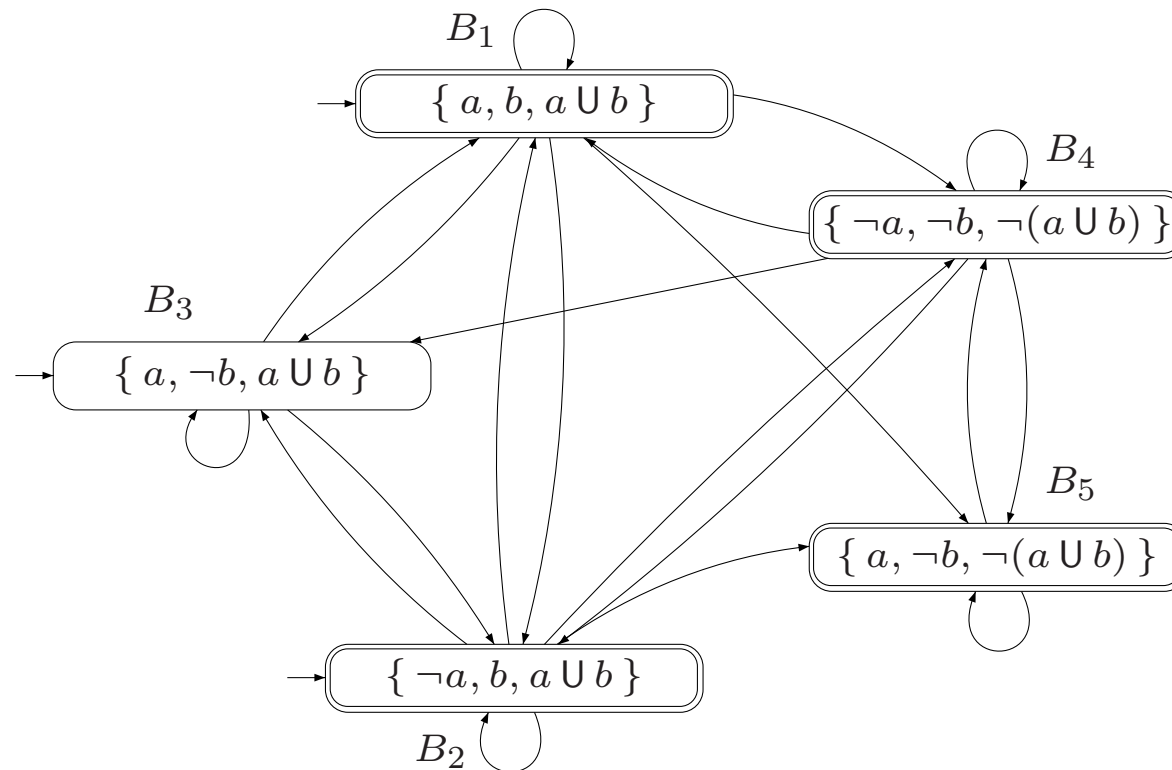 B₁
{ a, b, a U b }
B₄
{ ¬a, ¬b, ¬(a U b) }
B₃
{ a, ¬b, a U b }
B₅
{ a, ¬b, ¬(a U b) }
{ ¬a, b, a U b }
B₂